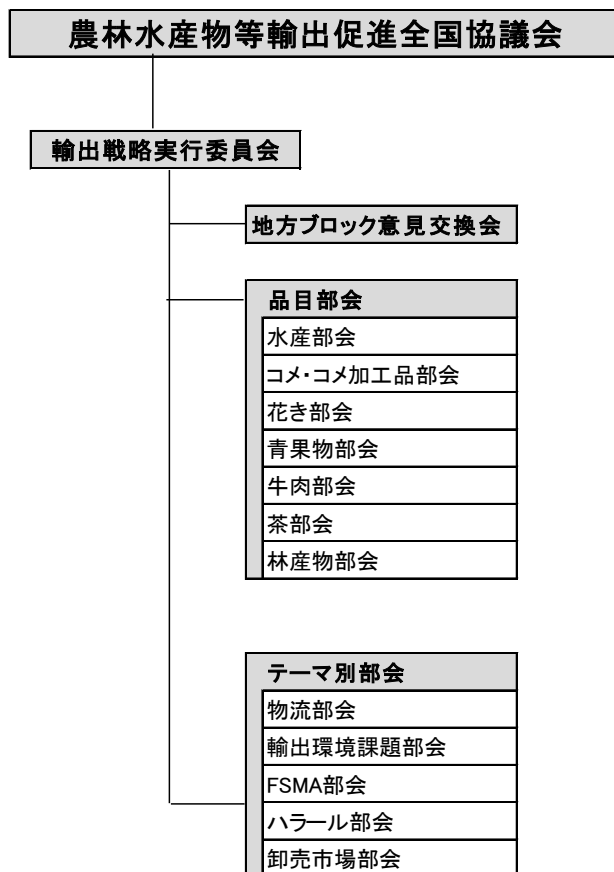 農林水産物等輸出促進全国協議会
輸出戦略実行委員会
地方ブロック意見交換会
品目部会
水産部会
コメ・コメ加工品部会
花き部会
青果物部会
牛肉部会
茶部会
林産物部会
テーマ別部会
物流部会
輸出環境課題部会
FSMA部会
ハラール部会
卸売市場部会